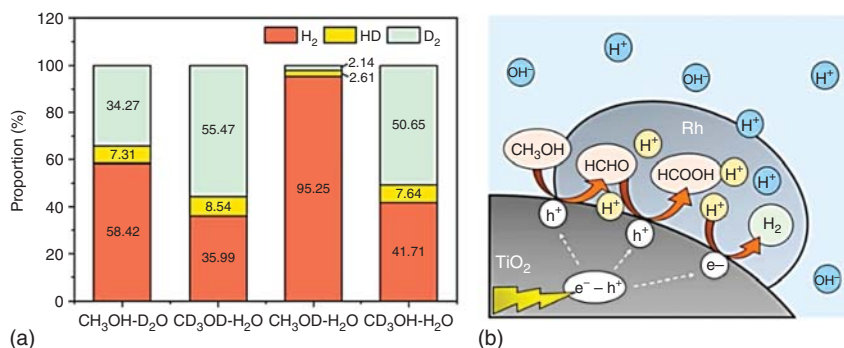 H₂ HD D₂
Proportion (%)
120
100
80
60
40
20
0
34.27
7.31
58.42
55.47
8.54
35.99
2.14
2.61
95.25
50.65
7.64
41.71
CH₃OH-D₂O CD₃OD-H₂O CH₃OD-H₂O CD₃OH-H₂O
(a)
H⁺
OH⁻
OH⁻
H⁺
Rh
H⁺
CH₃OH
H⁺
H⁺
HCHO
HCOOH
H⁺
H⁺
H⁺
H⁺
h⁺
h⁺
H₂
TiO₂
e–
e⁻ – h⁺
OH⁻
(b)